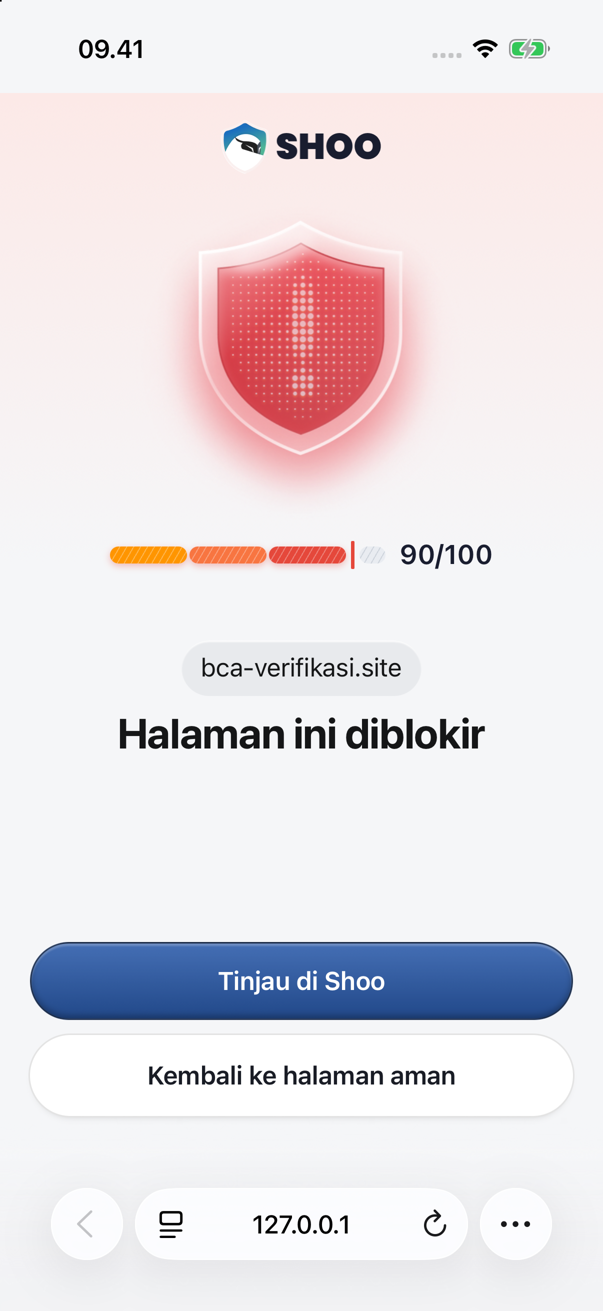 09.41
SHOO
90/100
bca-verifikasi.site
Halaman ini diblokir
Tinjau di Shoo
Kembali ke halaman aman
127.0.0.1